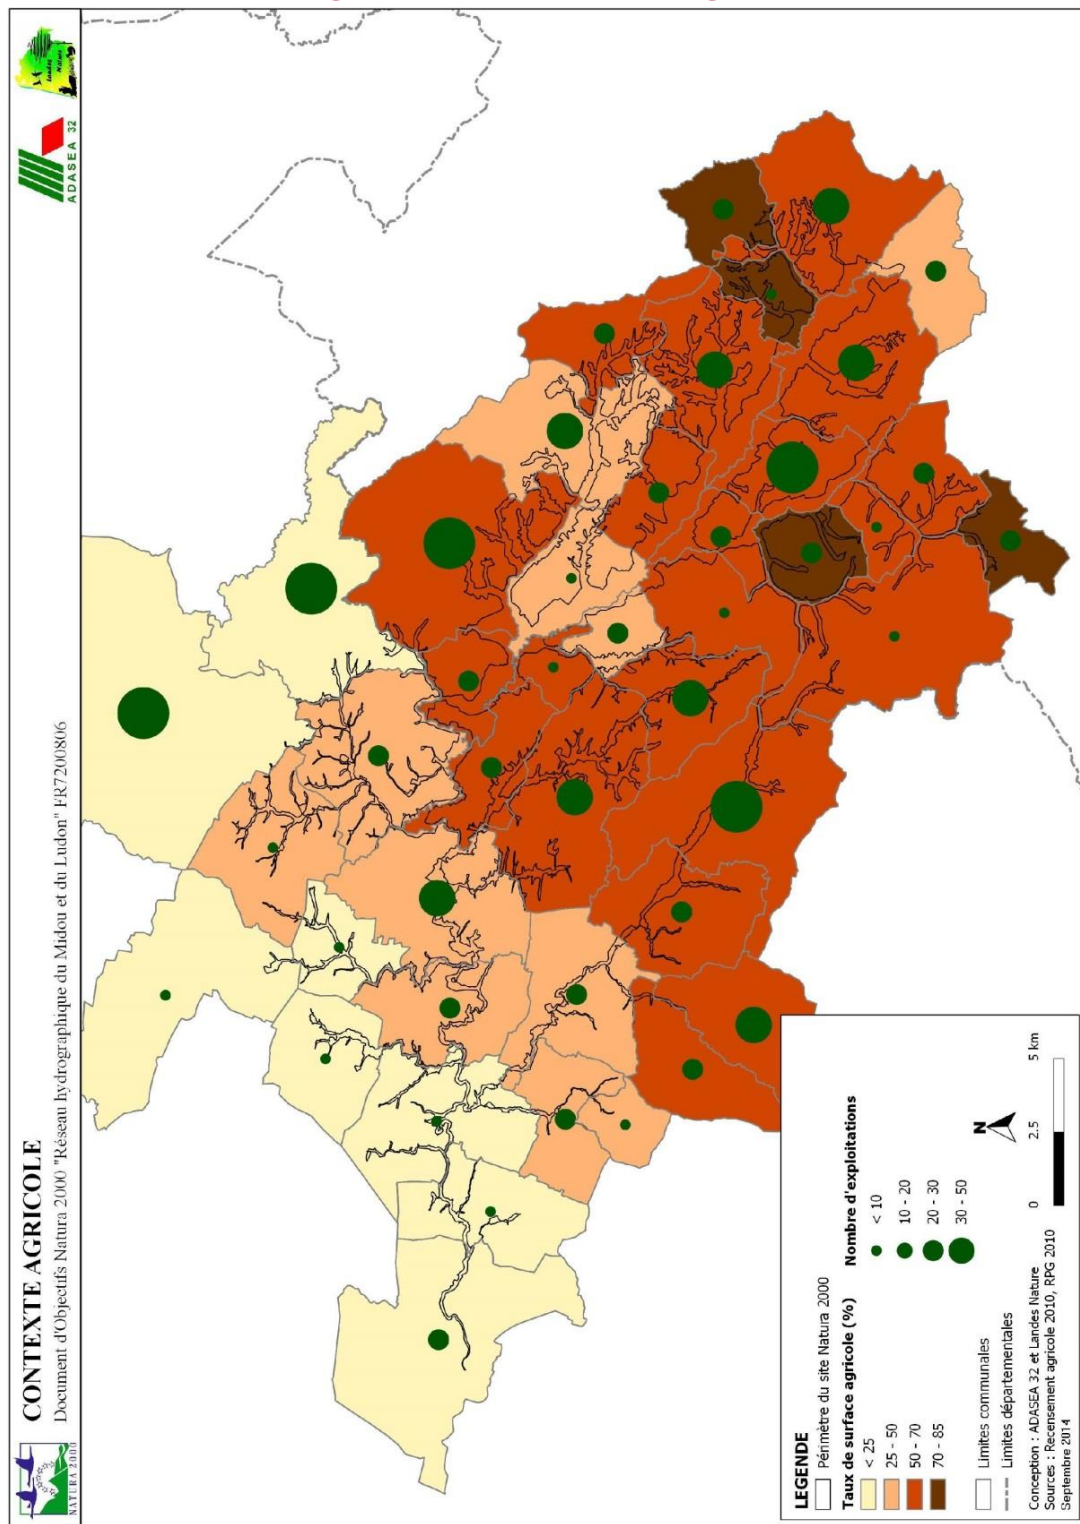 CONTEXTE AGRICOLE
Document d'Objectifs Natura 2000 "Réseau hydrographique du Midou et du Ludon" FR7200806
NATURA 2000
ADASEA 32
Landes
Nature
LEGENDE
Périmètre du site Natura 2000
Taux de surface agricole (%)
< 25
25 - 50
50 - 70
70 - 85
Limites communales
Limites départementales
Nombre d'exploitations
< 10
10 - 20
20 - 30
30 - 50
N
0 2.5 5 km
Conception : ADASEA 32 et Landes Nature
Sources : Recensement agricole 2010, RPG 2010
Septembre 2014